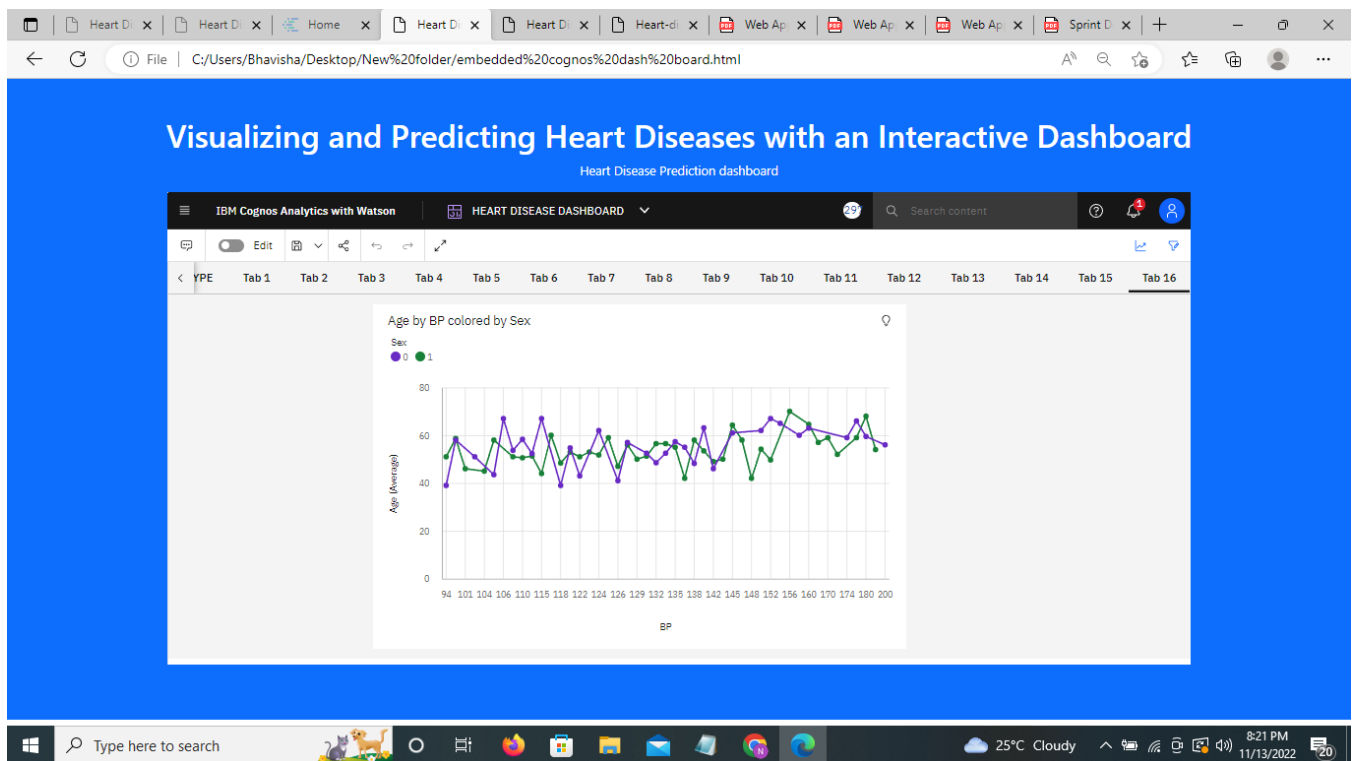 Heart Di
Heart Di
Home
Heart Di
Heart Di
Heart-di
Web Ap
Web Ap
Web Ap
Sprint D
File
C:/Users/Bhavisha/Desktop/New%20folder/embedded%20cognos%20dash%20board.html
Visualizing and Predicting Heart Diseases with an Interactive Dashboard
Heart Disease Prediction dashboard
IBM Cognos Analytics with Watson
HEART DISEASE DASHBOARD
297
Search content
1
Edit
YPE Tab 1 Tab 2 Tab 3 Tab 4 Tab 5 Tab 6 Tab 7 Tab 8 Tab 9 Tab 10 Tab 11 Tab 12 Tab 13 Tab 14 Tab 15 Tab 16
Age by BP colored by Sex
Sex
0 1
80
60
40
20
0
Age (Average)
94 101 104 106 110 115 118 122 124 126 129 132 135 138 142 145 148 152 156 160 170 174 180 200
BP
Type here to search
25°C Cloudy
8:21 PM
11/13/2022
20